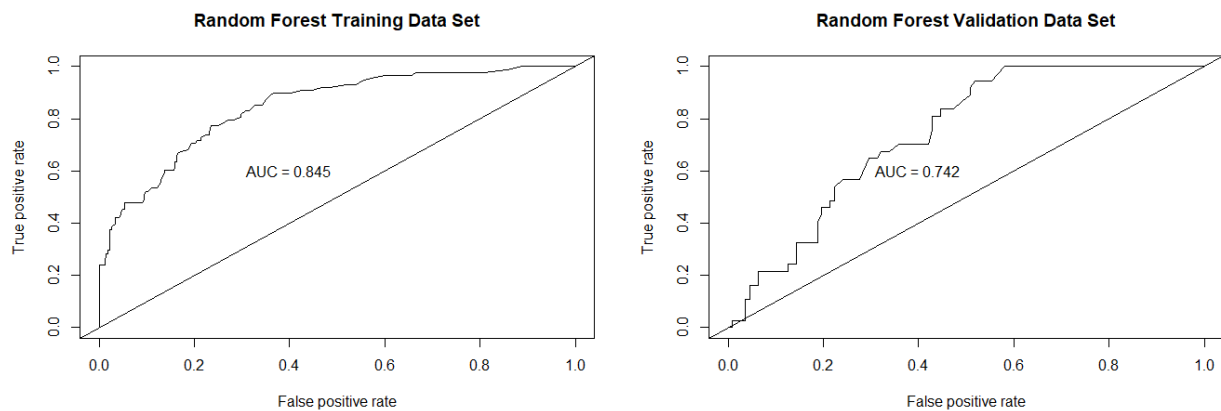 Random Forest Training Data Set
True positive rate
1.0
0.8
0.6
0.4
0.2
0.0
AUC = 0.845
0.0 0.2 0.4 0.6 0.8 1.0
False positive rate
Random Forest Validation Data Set
True positive rate
1.0
0.8
0.6
0.4
0.2
0.0
AUC = 0.742
0.0 0.2 0.4 0.6 0.8 1.0
False positive rate